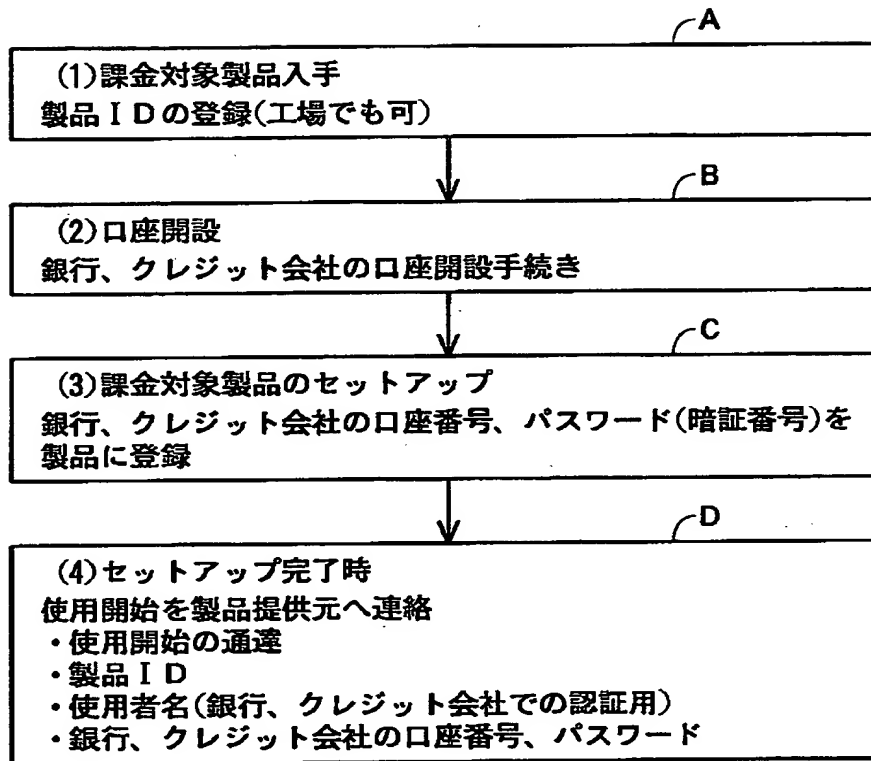 A
(1)課金対象製品入手
製品ＩＤの登録(工場でも可)
B
(2)口座開設
銀行、クレジット会社の口座開設手続き
C
(3)課金対象製品のセットアップ
銀行、クレジット会社の口座番号、パスワード(暗証番号)を
製品に登録
D
(4)セットアップ完了時
使用開始を製品提供元へ連絡
・使用開始の通達
・製品ＩＤ
・使用者名(銀行、クレジット会社での認証用)
・銀行、クレジット会社の口座番号、パスワード